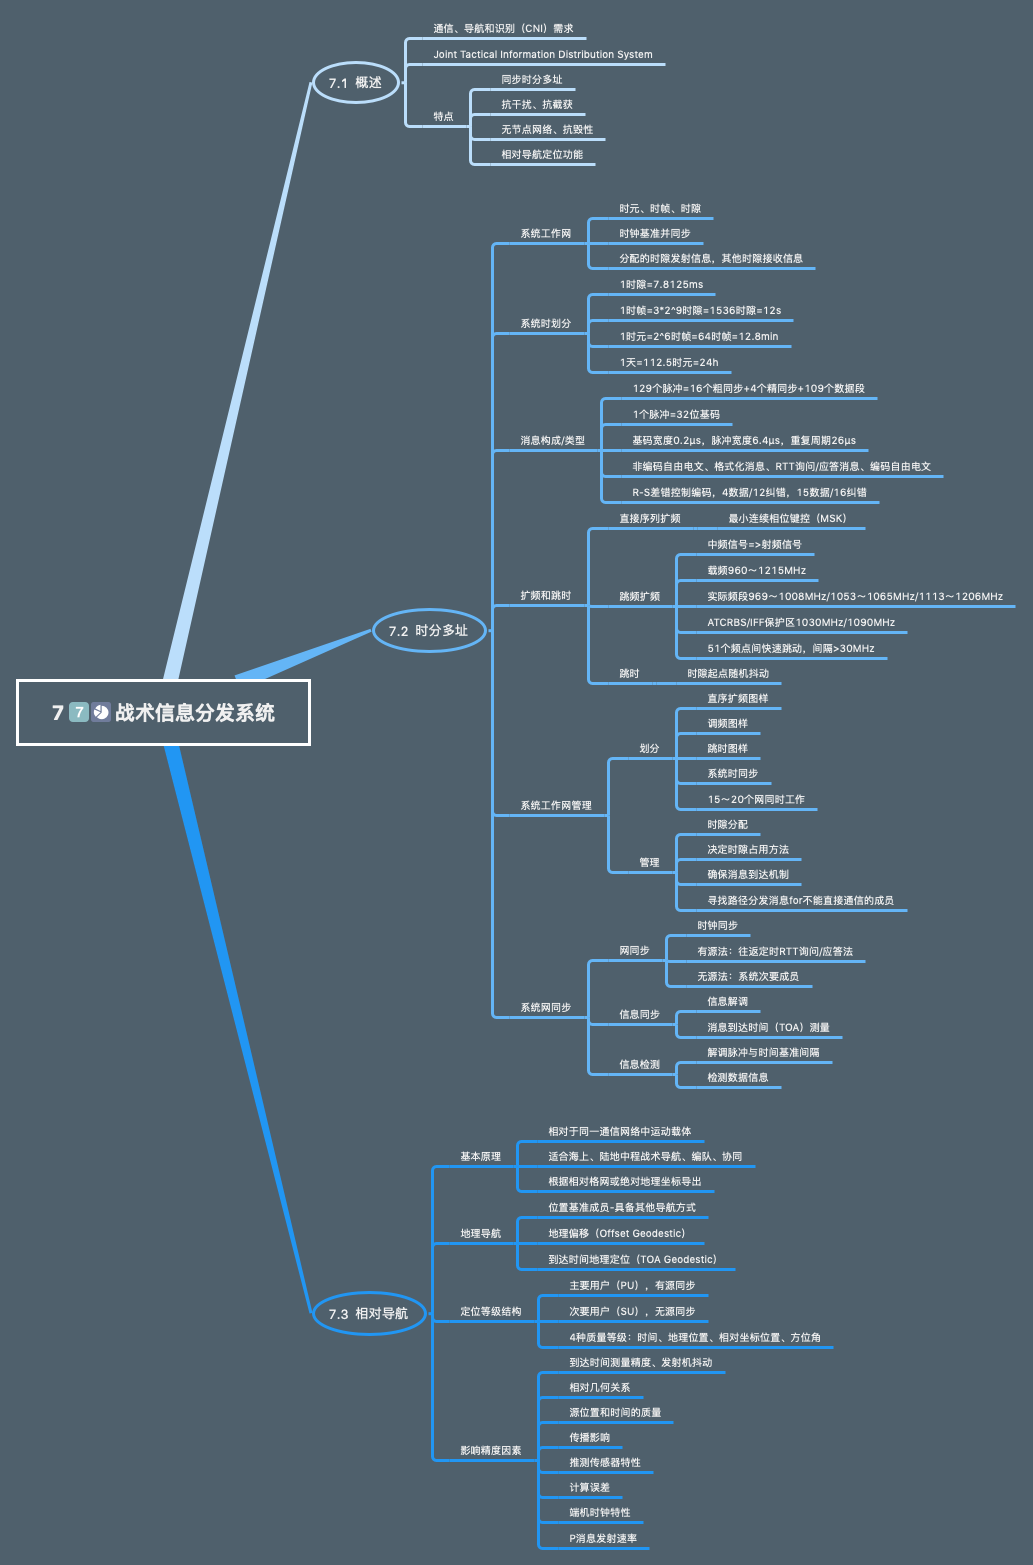 7.1 概述
通信、导航和识别（CNI）需求
Joint Tactical Information Distribution System
特点
同步时分多址
抗干扰、抗截获
无节点网络、抗毁性
相对导航定位功能
7 7 战术信息分发系统
7.2 时分多址
系统工作网
时元、时帧、时隙
时钟基准并同步
分配的时隙发射信息，其他时隙接收信息
系统时划分
1时隙=7.8125ms
1时帧=3*2^9时隙=1536时隙=12s
1时元=2^6时帧=64时帧=12.8min
1天=112.5时元=24h
消息构成/类型
129个脉冲=16个粗同步+4个精同步+109个数据段
1个脉冲=32位基码
基码宽度0.2μs，脉冲宽度6.4μs，重复周期26μs
非编码自由电文、格式化消息、RTT询问/应答消息、编码自由电文
R-S差错控制编码，4数据/12纠错，15数据/16纠错
扩频和跳时
直接序列扩频
最小连续相位键控（MSK）
跳频扩频
中频信号=>射频信号
载频960～1215MHz
实际频段969～1008MHz/1053～1065MHz/1113～1206MHz
ATCRBS/IFF保护区1030MHz/1090MHz
51个频点间快速跳动，间隔>30MHz
跳时
时隙起点随机抖动
系统工作网管理
划分
直序扩频图样
调频图样
跳时图样
系统时同步
15～20个网同时工作
管理
时隙分配
决定时隙占用方法
确保消息到达机制
寻找路径分发消息for不能直接通信的成员
系统网同步
网同步
时钟同步
有源法：往返定时RTT询问/应答法
无源法：系统次要成员
信息同步
信息解调
消息到达时间（TOA）测量
信息检测
解调脉冲与时间基准间隔
检测数据信息
7.3 相对导航
基本原理
相对于同一通信网络中运动载体
适合海上、陆地中程战术导航、编队、协同
根据相对格网或绝对地理坐标导出
地理导航
位置基准成员-具备其他导航方式
地理偏移（Offset Geodestic）
到达时间地理定位（TOA Geodestic）
定位等级结构
主要用户（PU），有源同步
次要用户（SU），无源同步
4种质量等级：时间、地理位置、相对坐标位置、方位角
影响精度因素
到达时间测量精度、发射机抖动
相对几何关系
源位置和时间的质量
传播影响
推测传感器特性
计算误差
端机时钟特性
P消息发射速率